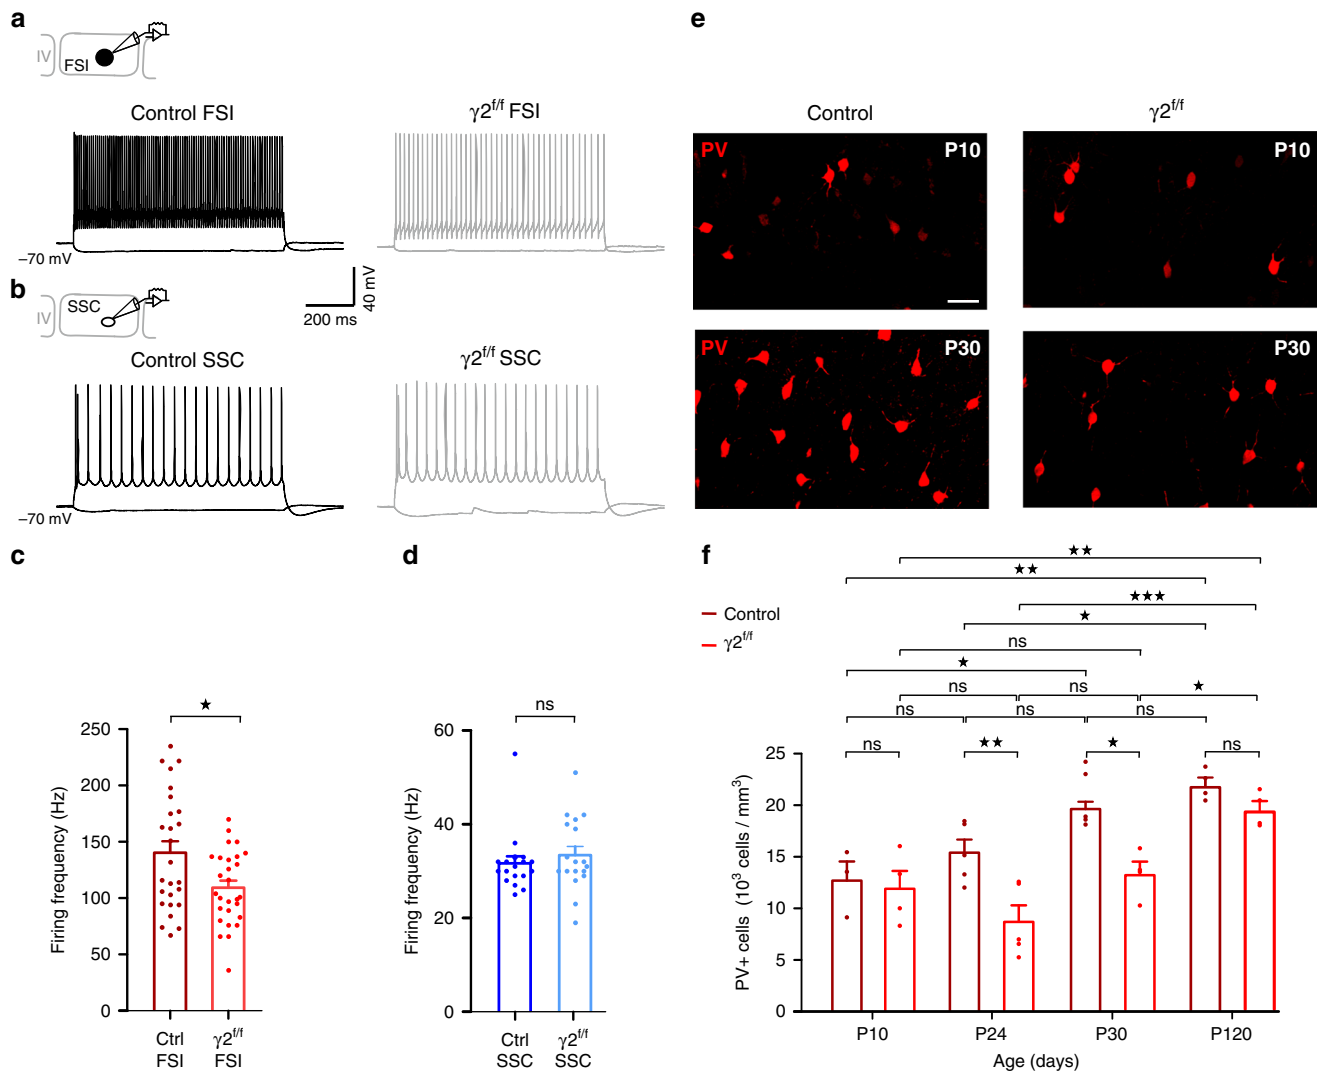 a
IV
FSI
Control FSI
γ2f/f FSI
–70 mV
b
IV
SSC
40 mV
200 ms
Control SSC
γ2f/f SSC
–70 mV
c
★
Firing frequency (Hz)
250
200
150
100
50
0
Ctrl FSI
γ2f/f FSI
d
ns
Firing frequency (Hz)
60
40
20
0
Ctrl SSC
γ2f/f SSC
e
Control
γ2f/f
PV
P10
P10
PV
P30
P30
f
Control
γ2f/f
★★
★★
★★★
★
ns
★
ns
ns
★
ns
ns
ns
ns
★★
★
ns
PV+ cells (10³ cells / mm³)
25
20
15
10
5
0
P10
P24
P30
P120
Age (days)